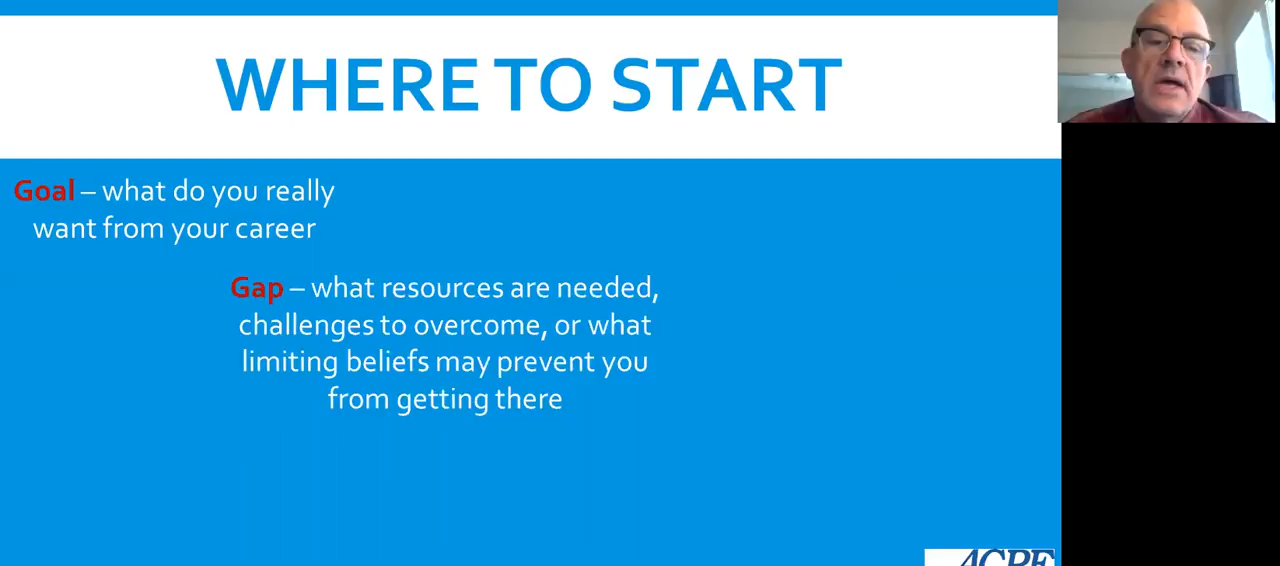 WHERE TO START
Goal – what do you really
want from your career
Gap – what resources are needed,
challenges to overcome, or what
limiting beliefs may prevent you
from getting there
ACPE